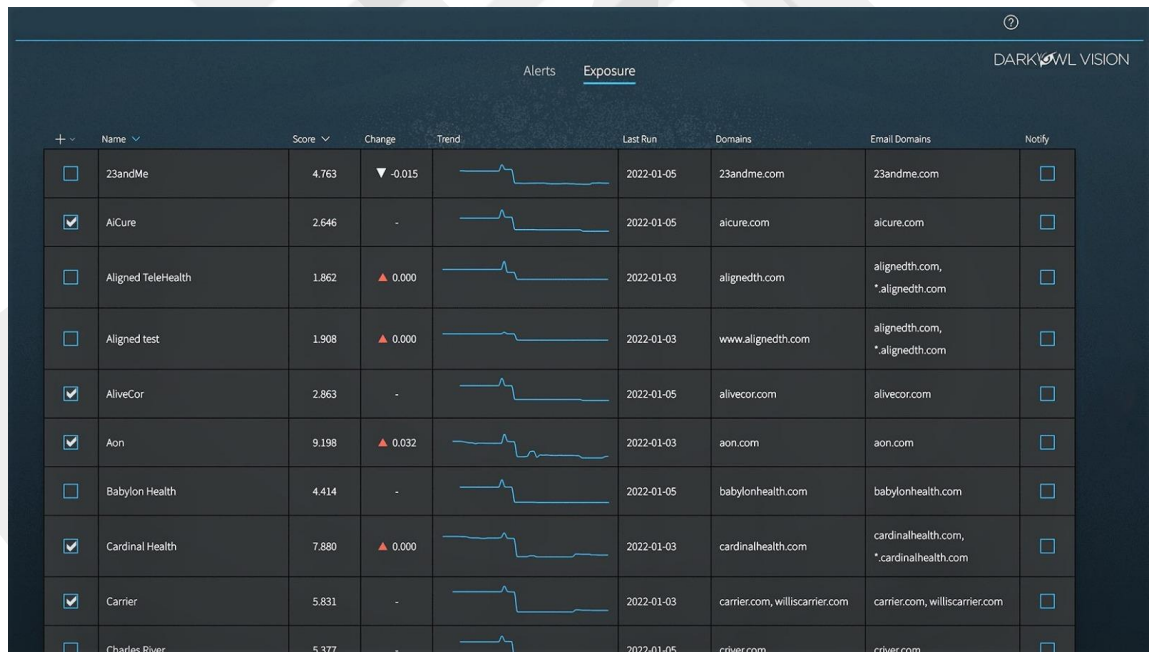 ?
DARKOWL VISION
Alerts Exposure
+ Name Score Change Trend Last Run Domains Email Domains Notify
23andMe 4.763 ▼ -0.015 2022-01-05 23andme.com 23andme.com
AiCure 2.646 - 2022-01-05 aicure.com aicure.com
Aligned TeleHealth 1.862 ▲ 0.000 2022-01-03 alignedth.com alignedth.com,
*.alignedth.com
Aligned test 1.908 ▲ 0.000 2022-01-03 www.alignedth.com alignedth.com,
*.alignedth.com
AliveCor 2.863 - 2022-01-05 alivecor.com alivecor.com
Aon 9.198 ▲ 0.032 2022-01-03 aon.com aon.com
Babylon Health 4.414 - 2022-01-05 babylonhealth.com babylonhealth.com
Cardinal Health 7.880 ▲ 0.000 2022-01-03 cardinalhealth.com cardinalhealth.com,
*.cardinalhealth.com
Carrier 5.831 - 2022-01-03 carrier.com, williscarrier.com carrier.com, williscarrier.com
Charles River 5.377 - 2022-01-05 criver.com criver.com